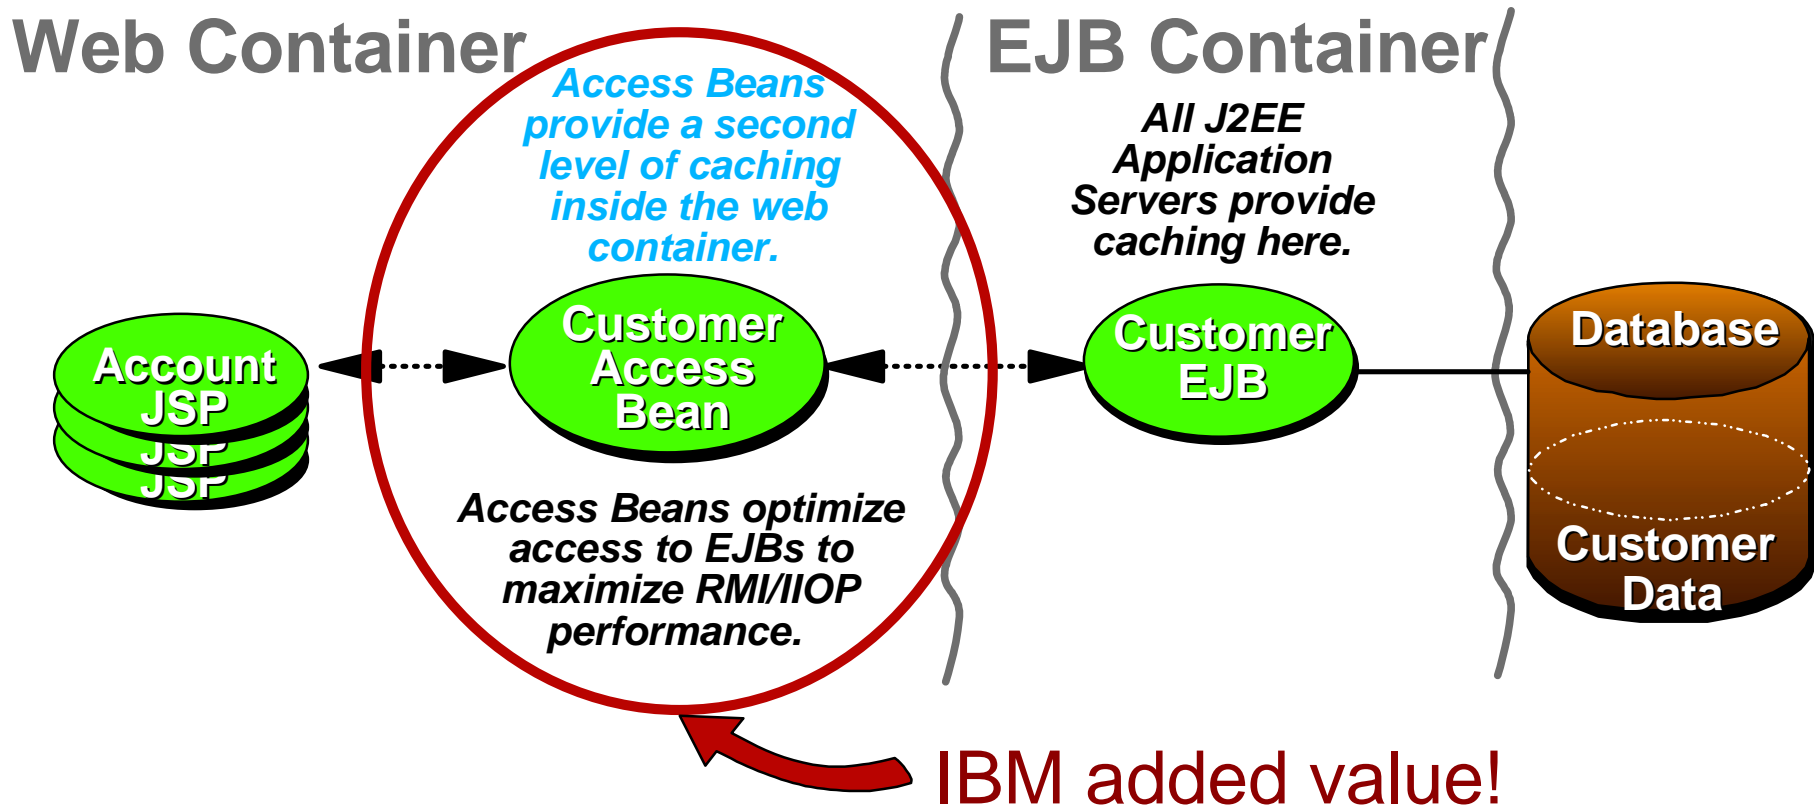 Web Container
Access Beans
provide a second
level of caching
inside the web
container.
EJB Container
All J2EE
Application
Servers provide
caching here.
Account
JSP
JSP
JSP
Customer
Access
Bean
Customer
EJB
Database
Customer
Data
Access Beans optimize
access to EJBs to
maximize RMI/IIOP
performance.
IBM added value!